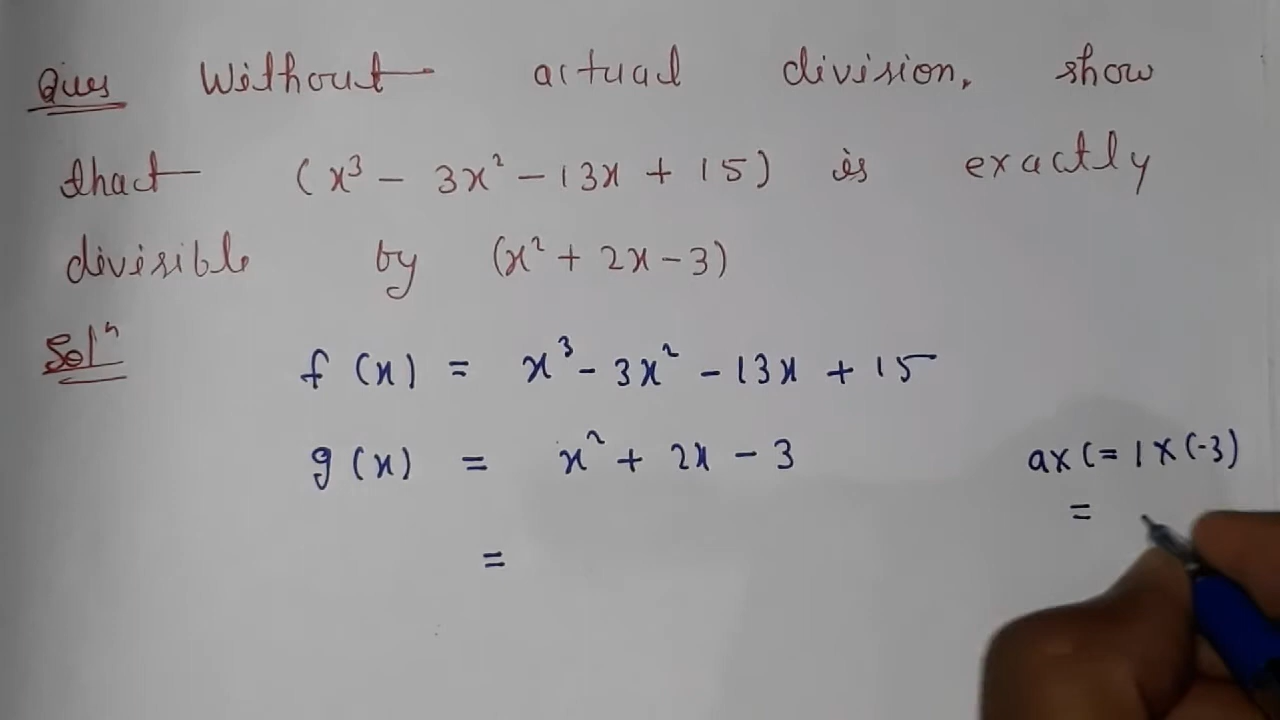 Ques Without actual division, show
that (x³ - 3x² - 13x + 15) is exactly
divisible by (x² + 2x - 3)
Solⁿ f (x) = x³ - 3x² - 13x + 15
g (x) = x² + 2x - 3 a x c = 1 x (-3)
= =